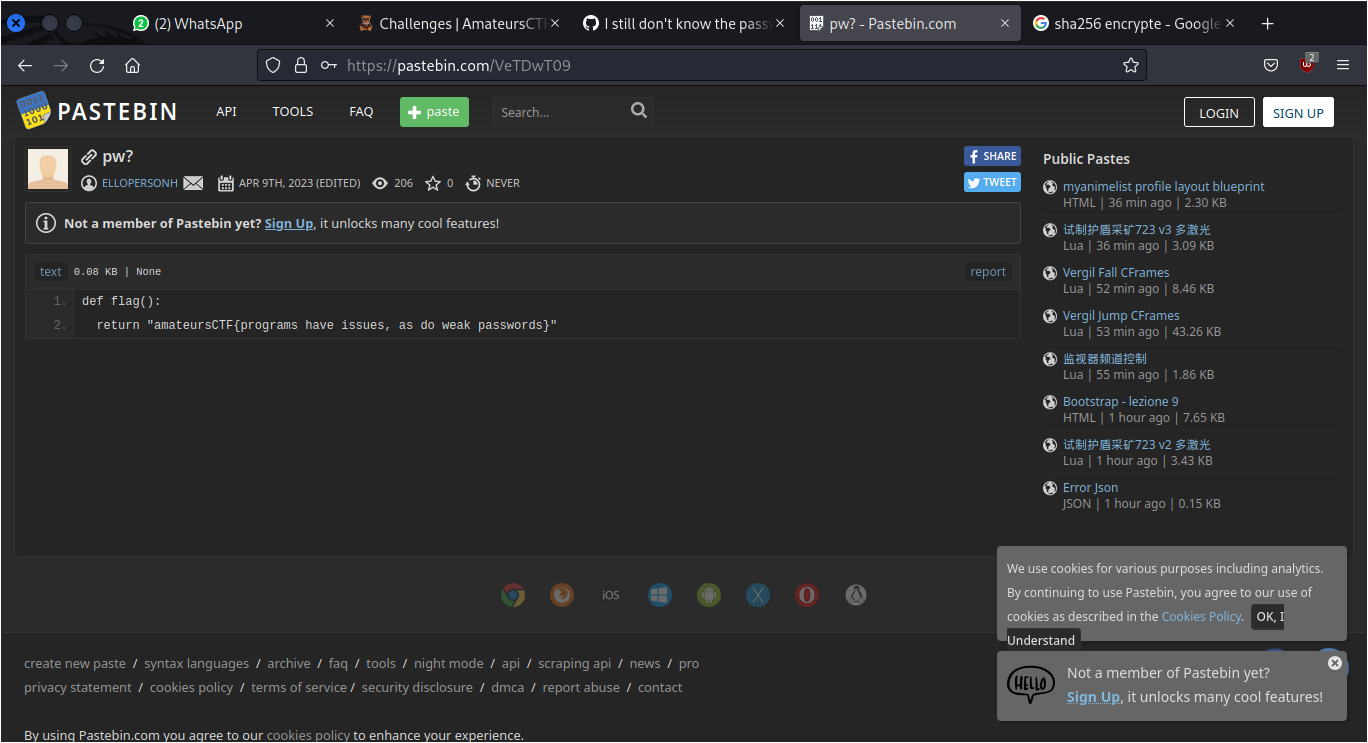 (2) WhatsApp
Challenges | AmateursCTF
I still don't know the passw
pw? - Pastebin.com
sha256 encrypte - Google
https://pastebin.com/VeTDwT09
2
PASTEBIN
API TOOLS FAQ + paste Search... LOGIN SIGN UP
pw?
ELLOPERSONH APR 9TH, 2023 (EDITED) 206 0 NEVER
SHARE
TWEET
Not a member of Pastebin yet? Sign Up, it unlocks many cool features!
text 0.08 KB | None report
1. def flag():
2. return "amateursCTF{programs have issues, as do weak passwords}"
Public Pastes
myanimelist profile layout blueprint
HTML | 36 min ago | 2.30 KB
试制护盾采矿723 v3 多激光
Lua | 36 min ago | 3.09 KB
Vergil Fall CFrames
Lua | 52 min ago | 8.46 KB
Vergil Jump CFrames
Lua | 53 min ago | 43.26 KB
监视器频道控制
Lua | 55 min ago | 1.86 KB
Bootstrap - lezione 9
HTML | 1 hour ago | 7.65 KB
试制护盾采矿723 v2 多激光
Lua | 1 hour ago | 3.43 KB
Error Json
JSON | 1 hour ago | 0.15 KB
iOS
We use cookies for various purposes including analytics.
By continuing to use Pastebin, you agree to our use of
cookies as described in the Cookies Policy. OK, I
Understand
HELLO
Not a member of Pastebin yet?
Sign Up, it unlocks many cool features!
create new paste / syntax languages / archive / faq / tools / night mode / api / scraping api / news / pro
privacy statement / cookies policy / terms of service / security disclosure / dmca / report abuse / contact
By using Pastebin.com you agree to our cookies policy to enhance your experience.